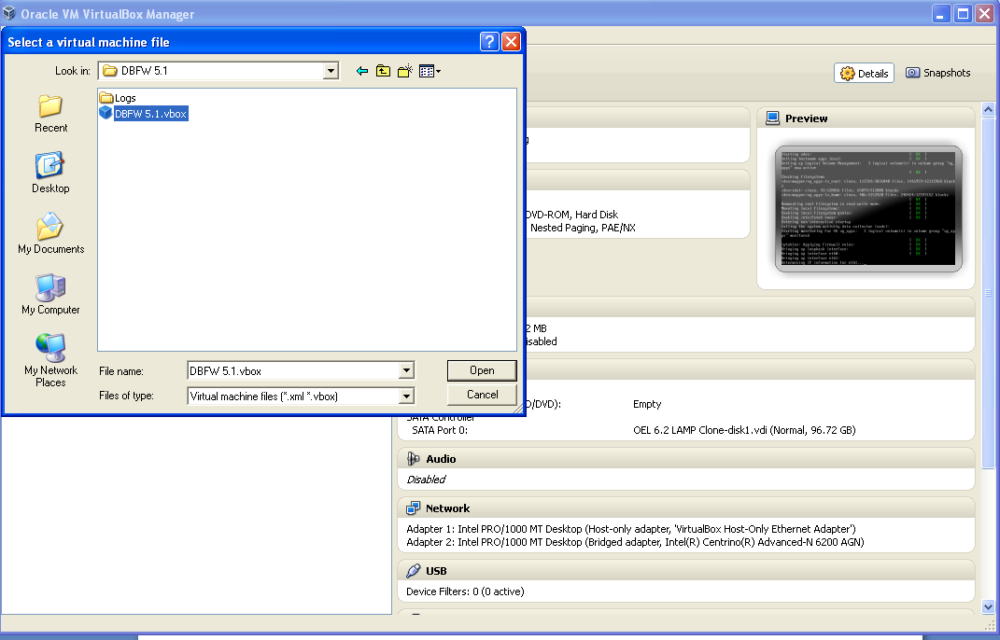 Oracle VM VirtualBox Manager
Select a virtual machine file
Look in: DBFW 5.1
Recent
Desktop
My Documents
My Computer
My Network
Places
Logs
DBFW 5.1.vbox
File name: DBFW 5.1.vbox Open
Files of type: Virtual machine files (*.xml *.vbox) Cancel
Details Snapshots
Preview
DVD-ROM, Hard Disk
Nested Paging, PAE/NX
2 MB
isabled
D/DVD): Empty
SATA Controller
SATA Port 0: OEL 6.2 LAMP Clone-disk1.vdi (Normal, 96.72 GB)
Audio
Disabled
Network
Adapter 1: Intel PRO/1000 MT Desktop (Host-only adapter, 'VirtualBox Host-Only Ethernet Adapter')
Adapter 2: Intel PRO/1000 MT Desktop (Bridged adapter, Intel(R) Centrino(R) Advanced-N 6200 AGN)
USB
Device Filters: 0 (0 active)